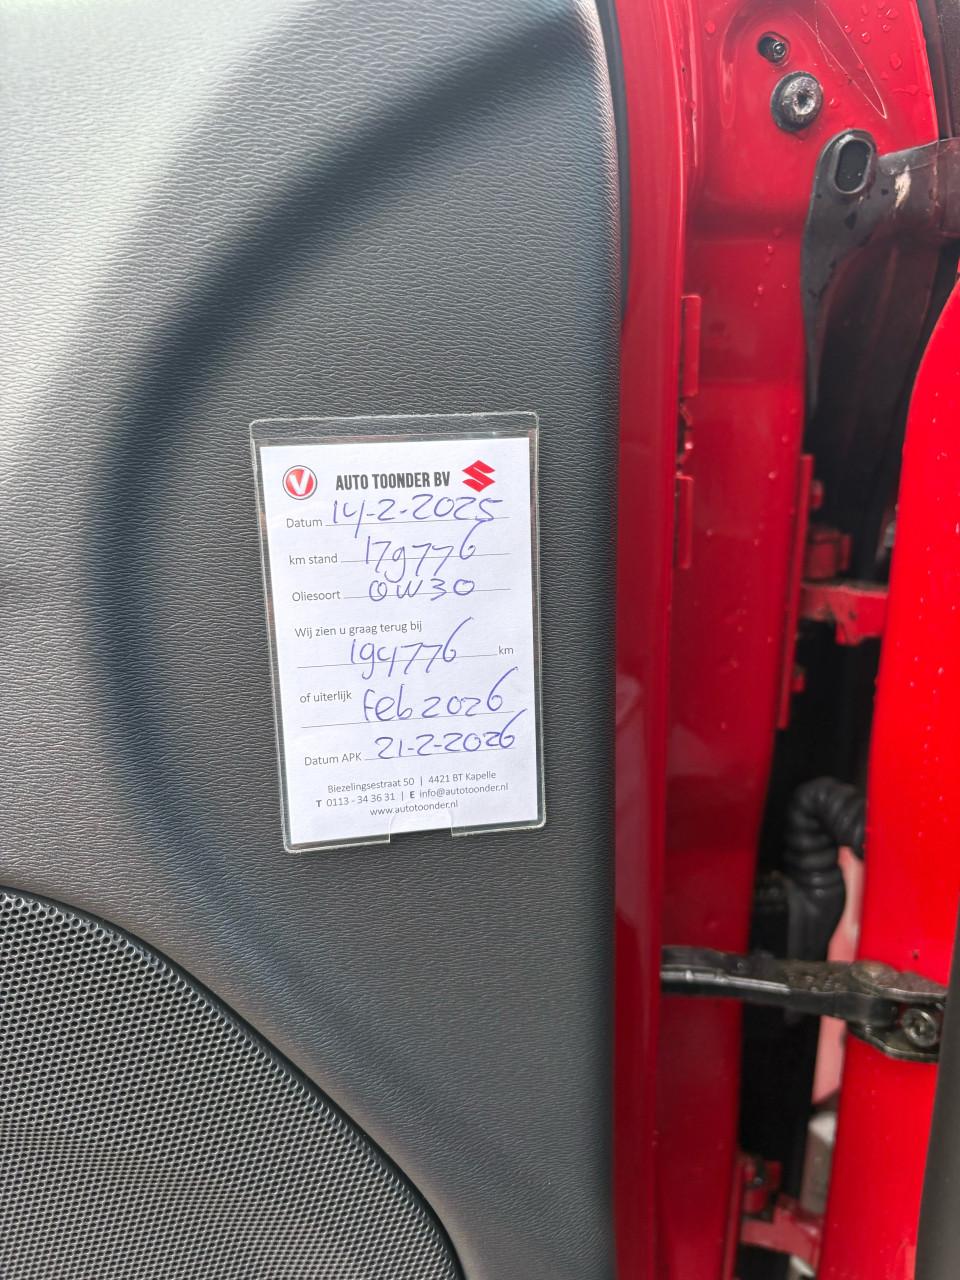 V AUTO TOONDER BV
Datum 14-2-2025
km stand 179776
Oliesoort 0W30
Wij zien u graag terug bij
194776 km
of uiterlijk feb 2026
Datum APK 21-2-2026
Biezelingsestraat 50 | 4421 BT Kapelle
T 0113 - 34 36 31 | E info@autotoonder.nl
www.autotoonder.nl